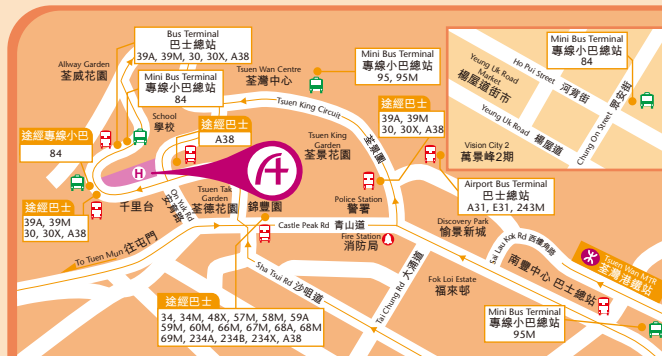 Bus Terminal
巴士總站
39A, 39M, 30, 30X, A38
Allway Garden
荃威花園
Mini Bus Terminal
專線小巴總站
84
School
學校
途經專線小巴
84
途經巴士
A38
Tsuen Wan Centre
荃灣中心
Mini Bus Terminal
專線小巴總站
95, 95M
Tsuen King Circuit
荃景圍
Tsuen King
Garden
荃景花園
途經巴士
39A, 39M
30, 30X, A38
H
千里台
途經巴士
39A, 39M
30, 30X, A38
On Yuk Rd
安育路
Tsuen Tak
Garden
荃德花園
錦豐園
Police Station
警署
Castle Peak Rd 青山道
Fire Station
消防局
To Tuen Mun 往屯門
Sha Tsui Rd 沙咀道
Tai Chung Rd 大涌道
途經巴士
34, 34M, 48X, 57M, 58M, 59A
59M, 60M, 66M, 67M, 68A, 68M
69M, 234A, 234B, 234X, A38
Airport Bus Terminal
巴士總站
A31, E31, 243M
Discovery Park
愉景新城
Sai Lau Kok Rd 西樓角路
Fok Loi Estate
福來邨
南豐中心 巴士總站
Tsuen Wan MTR
荃灣港鐵站
Mini Bus Terminal
專線小巴總站
95M
Yeung Uk Road
Market
楊屋道街市
Ho Pui Street
河背街
Mini Bus Terminal
專線小巴總站
84
Yeung Uk Road
楊屋道
Chung On Street
眾安街
Vision City 2
萬景峰2期